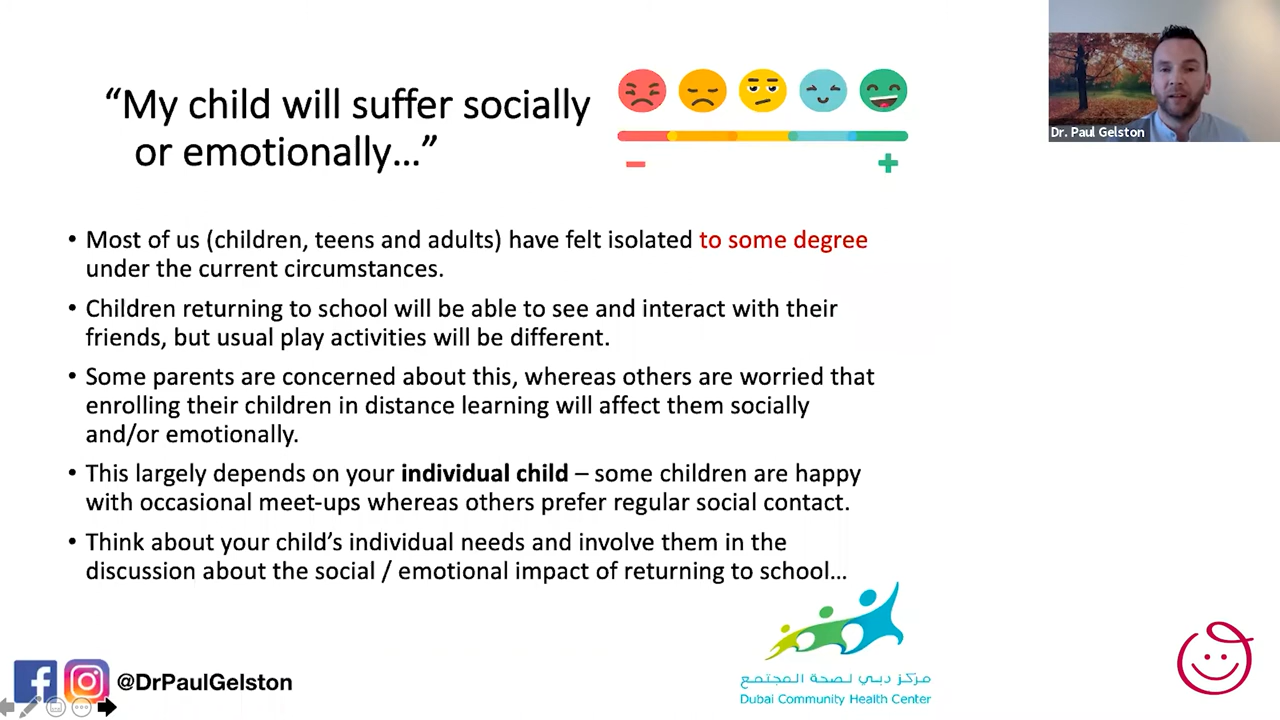 “My child will suffer socially
or emotionally...”
Dr. Paul Gelston
• Most of us (children, teens and adults) have felt isolated to some degree
under the current circumstances.
• Children returning to school will be able to see and interact with their
friends, but usual play activities will be different.
• Some parents are concerned about this, whereas others are worried that
enrolling their children in distance learning will affect them socially
and/or emotionally.
• This largely depends on your individual child – some children are happy
with occasional meet-ups whereas others prefer regular social contact.
• Think about your child’s individual needs and involve them in the
discussion about the social / emotional impact of returning to school...
@DrPaulGelston
مركز دبي لصحة المجتمع
Dubai Community Health Center